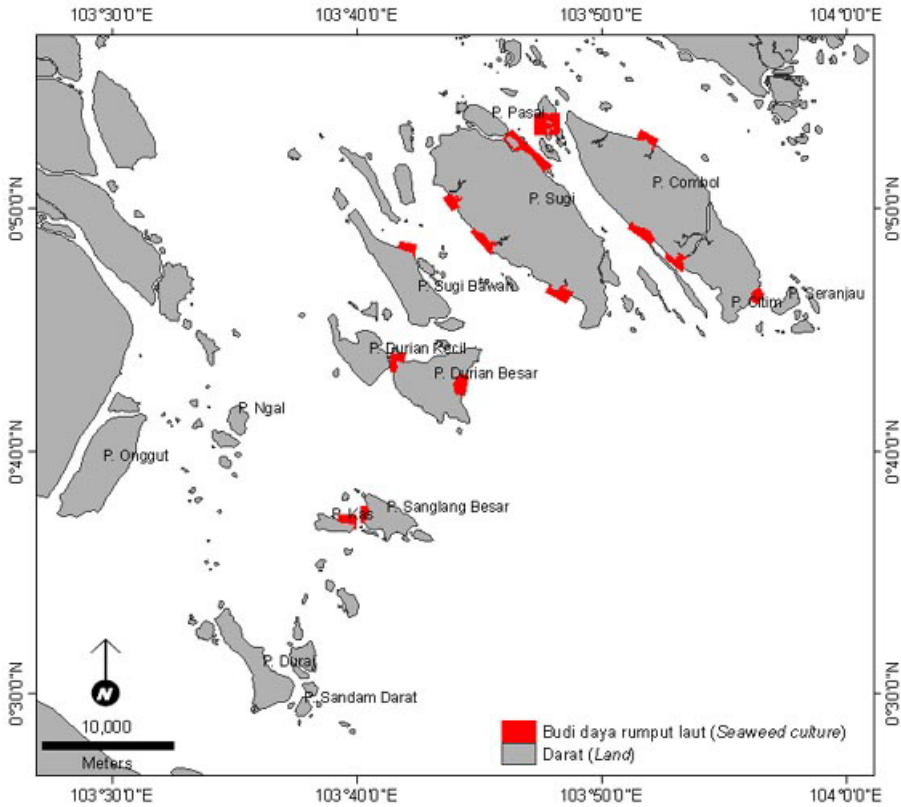 103°30'0"E 103°40'0"E 103°50'0"E 104°0'0"E
P. Pasai
P. Combol
P. Sugi
0°50'0"N 0°50'0"N
P. Sugi Bawah
P. Citim
P. Seranjau
P. Durian Kecil
P. Durian Besar
P. Ngal
P. Onggut
0°40'0"N 0°40'0"N
P. Sanglang Besar
P. Kas
P. Durai
P. Sandam Darat
0°30'0"N 0°30'0"N
N
10,000
Meters
Budi daya rumput laut (Seaweed culture)
Darat (Land)
103°30'0"E 103°40'0"E 103°50'0"E 104°0'0"E